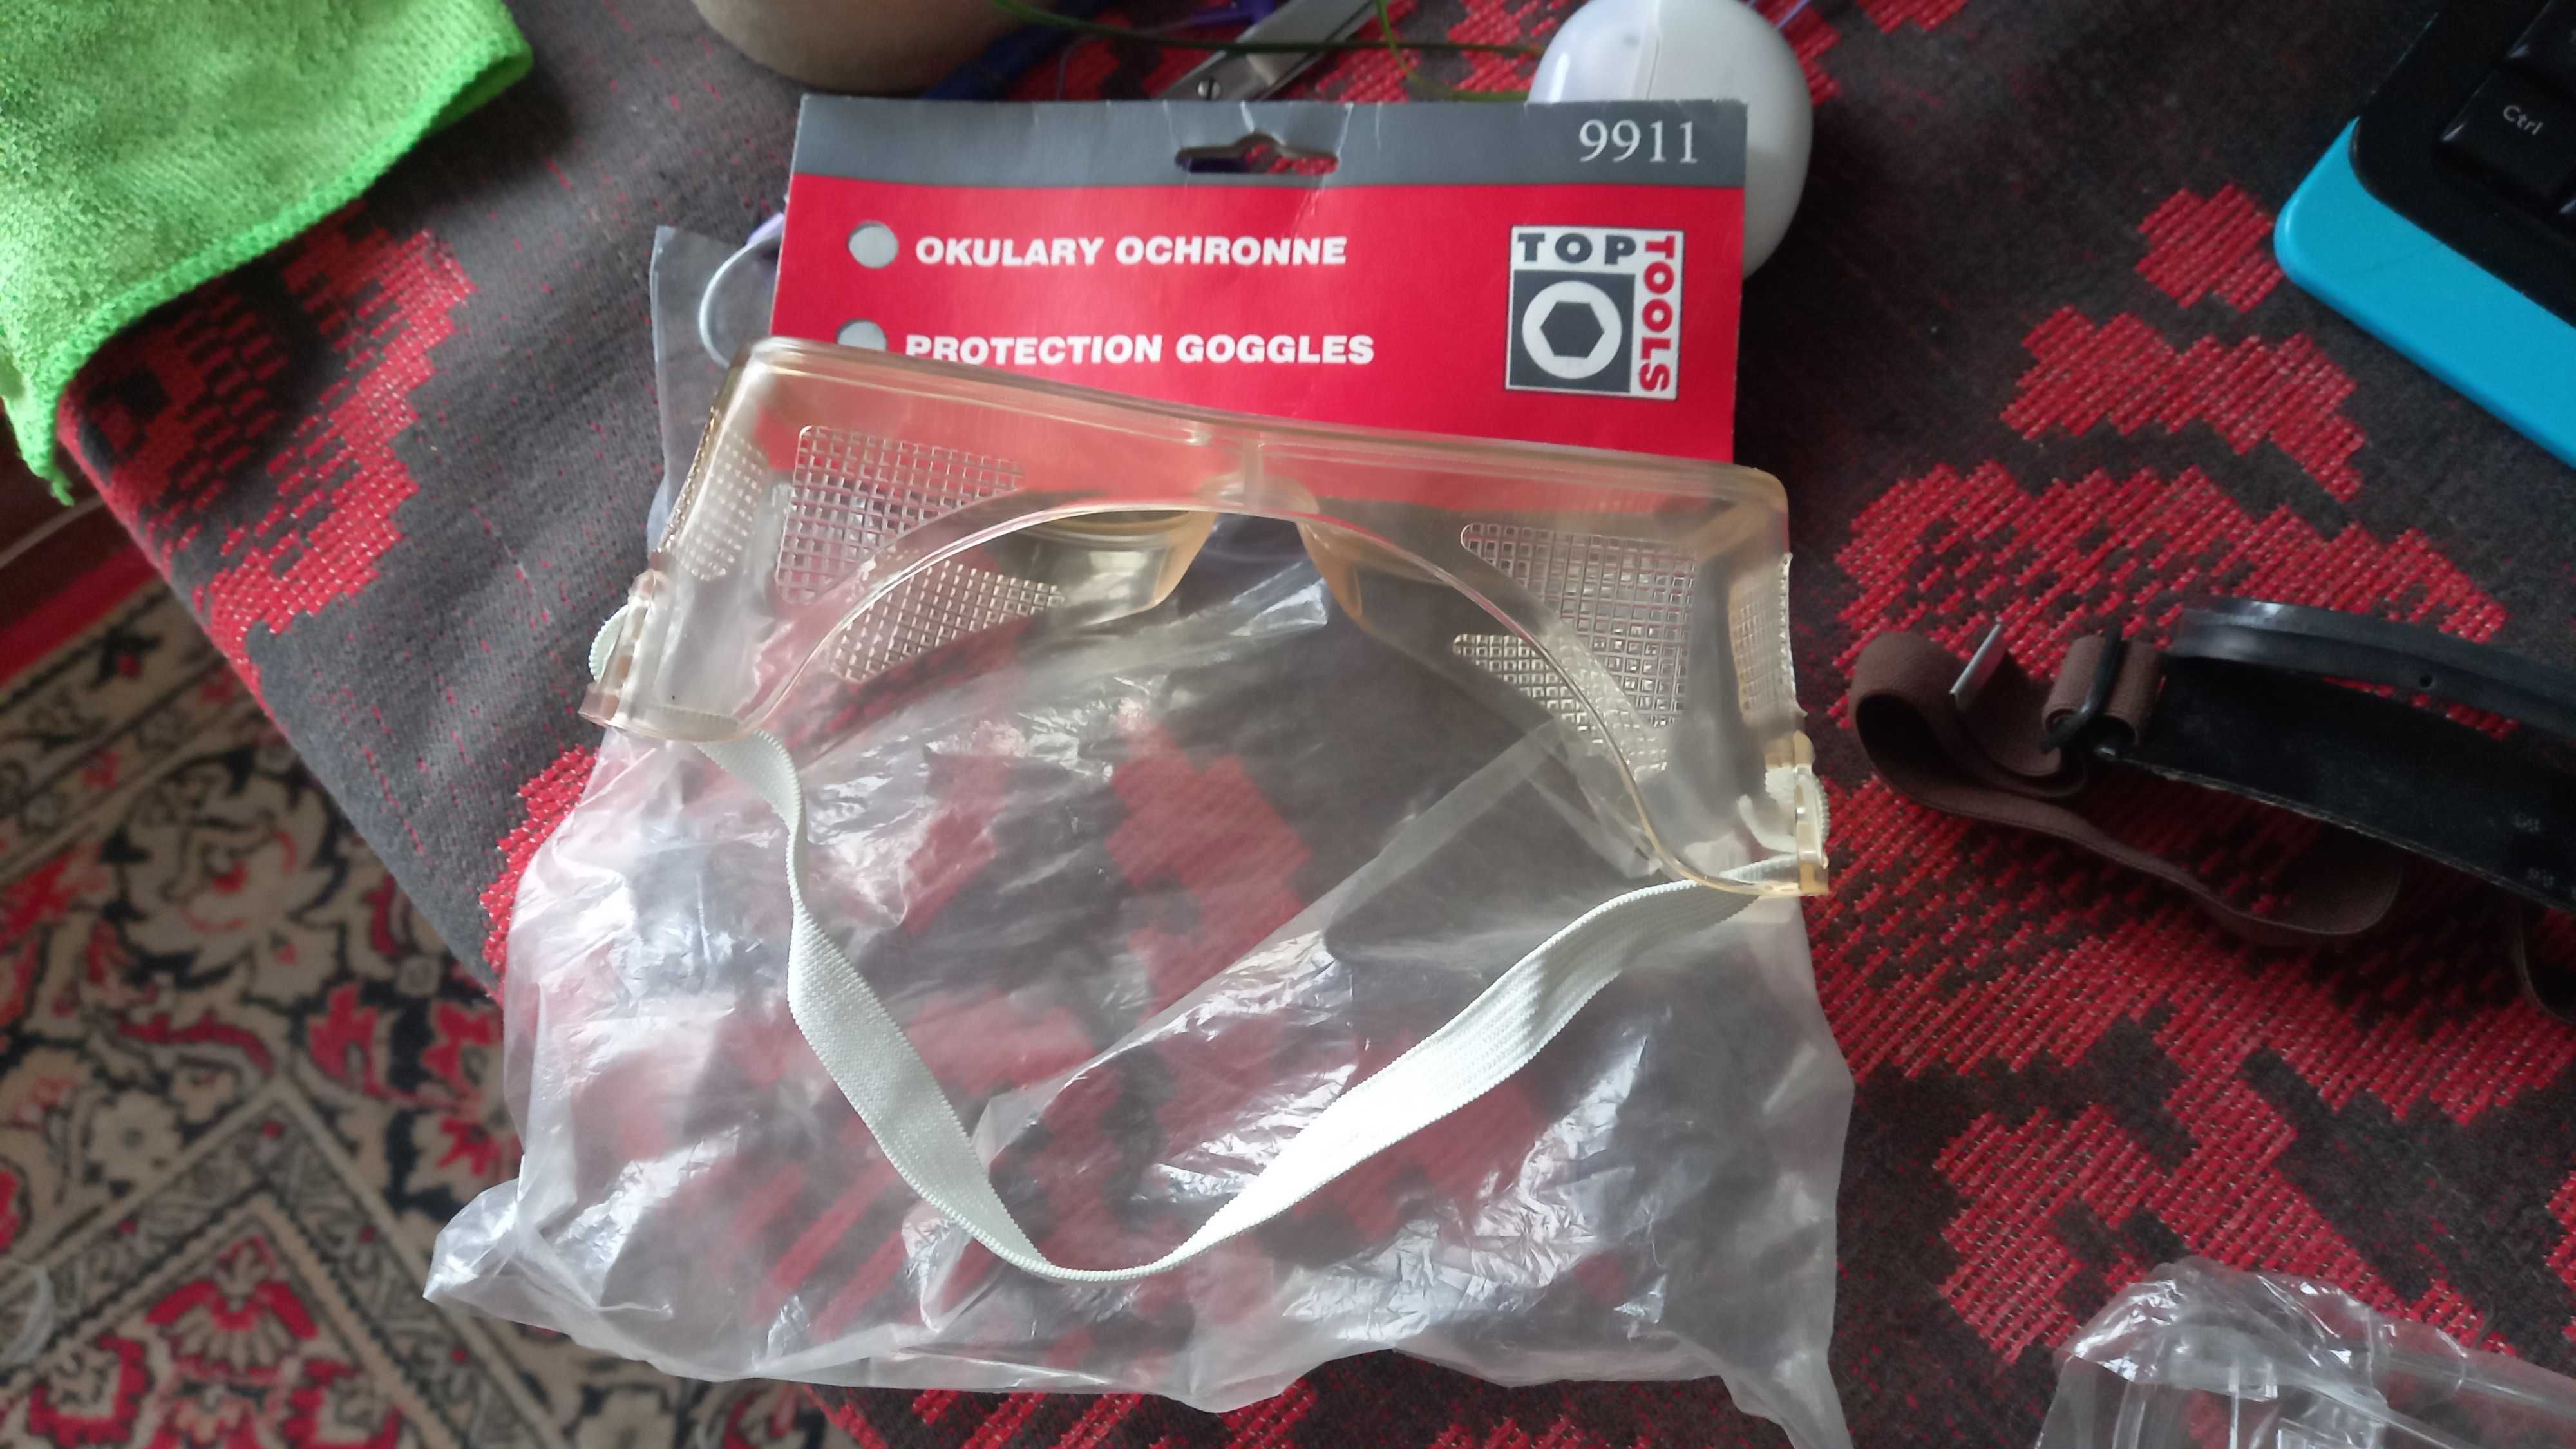 9911
OKULARY OCHRONNE
PROTECTION GOGGLES
TOP
TOOLS
Ctrl